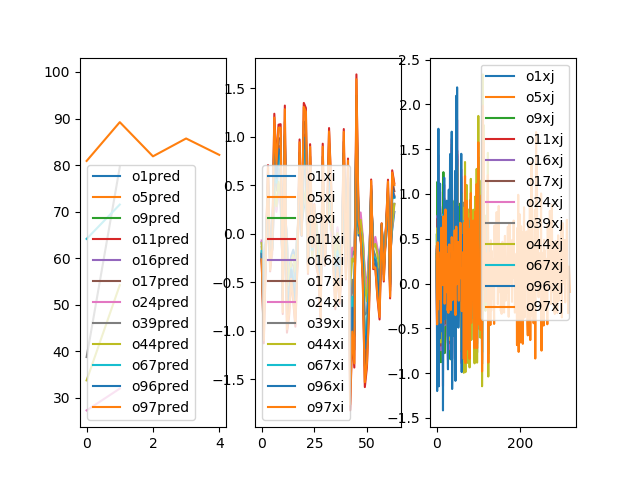 100
90
80
70
60
50
40
30
0
2
4
o1pred
o5pred
o9pred
o11pred
o16pred
o17pred
o24pred
o39pred
o44pred
o67pred
o96pred
o97pred
1.5
1.0
0.5
0.0
−0.5
−1.0
−1.5
0
25
50
o1xi
o5xi
o9xi
o11xi
o16xi
o17xi
o24xi
o39xi
o44xi
o67xi
o96xi
o97xi
2.5
2.0
1.5
1.0
0.5
0.0
−0.5
−1.0
−1.5
0
200
o1xj
o5xj
o9xj
o11xj
o16xj
o17xj
o24xj
o39xj
o44xj
o67xj
o96xj
o97xj